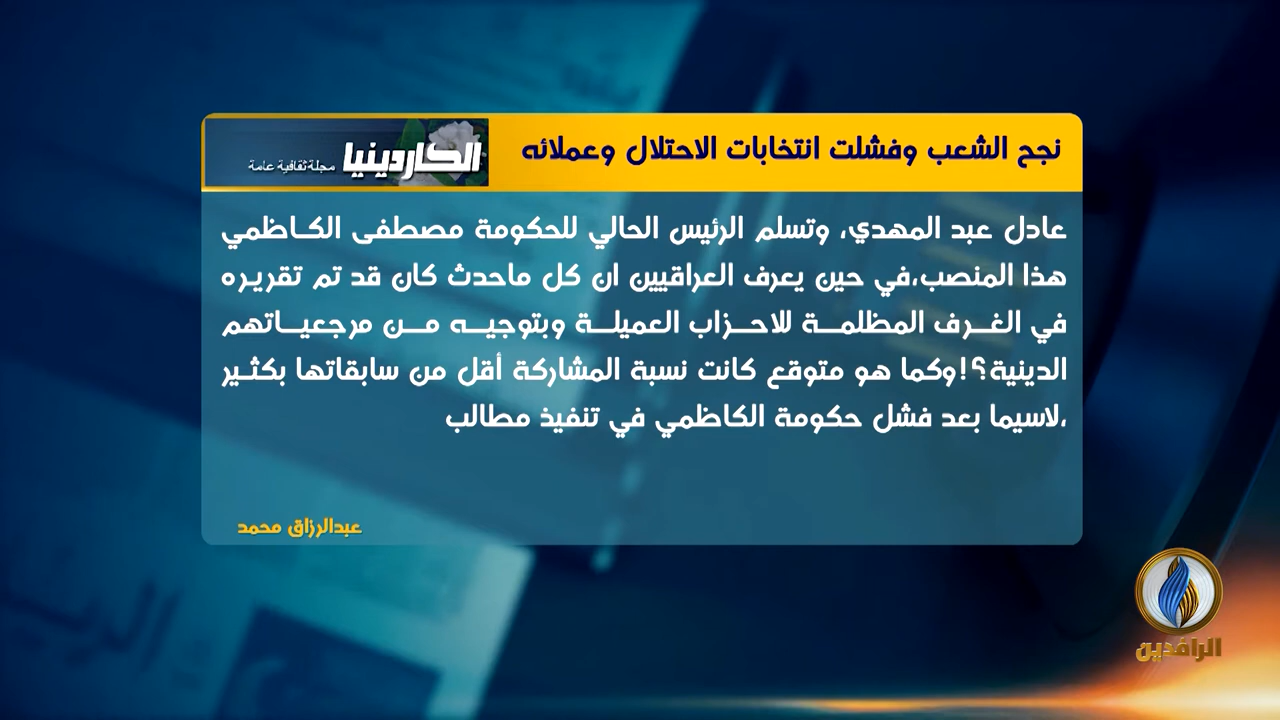 نجح الشعب وفشلت انتخابات الاحتلال وعملائه
الكاردينيا
مجلة ثقافية عامة
عادل عبد المهدي، وتسلم الرئيس الحالي للحكومة مصطفى الكاظمي
هذا المنصب،في حين يعرف العراقيين ان كل ماحدث كان قد تم تقريره
في الغرف المظلمة للاحزاب العميلة وبتوجيه من مرجعياتهم
الدينية؟!وكما هو متوقع كانت نسبة المشاركة أقل من سابقاتها بكثير
،لاسيما بعد فشل حكومة الكاظمي في تنفيذ مطالب
عبدالرزاق محمد
الرافدين